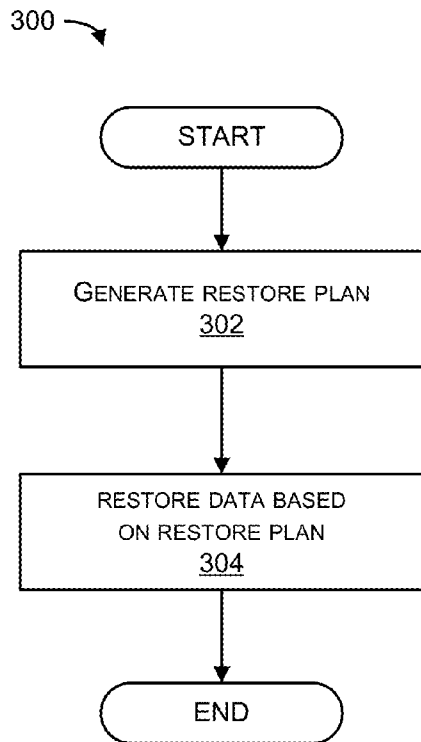 300
START
GENERATE RESTORE PLAN
302
RESTORE DATA BASED
ON RESTORE PLAN
304
END